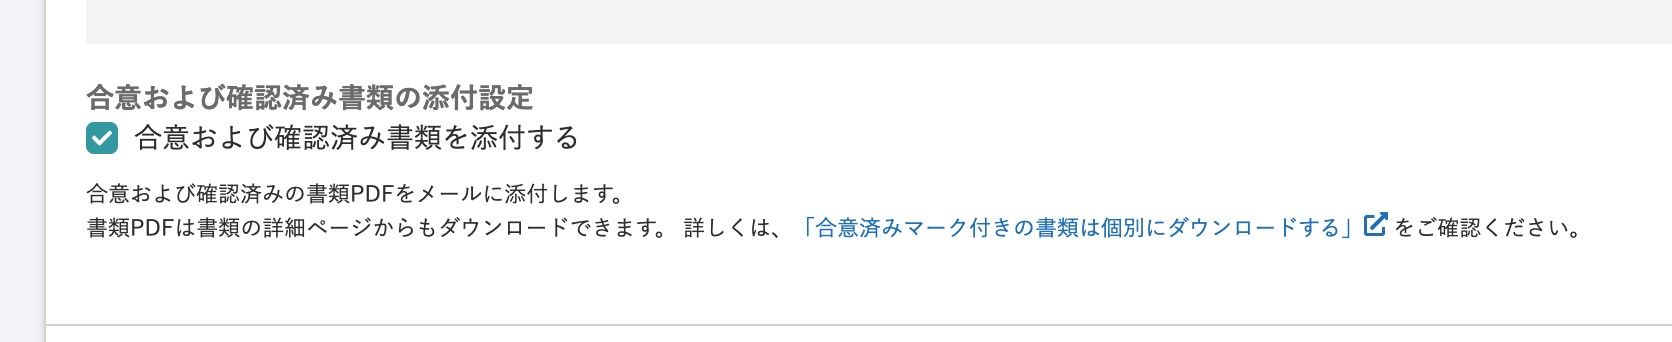 合意および確認済み書類の添付設定
合意および確認済み書類を添付する
合意および確認済みの書類PDFをメールに添付します。
書類PDFは書類の詳細ページからもダウンロードできます。 詳しくは、「合意済みマーク付きの書類は個別にダウンロードする」をご確認ください。